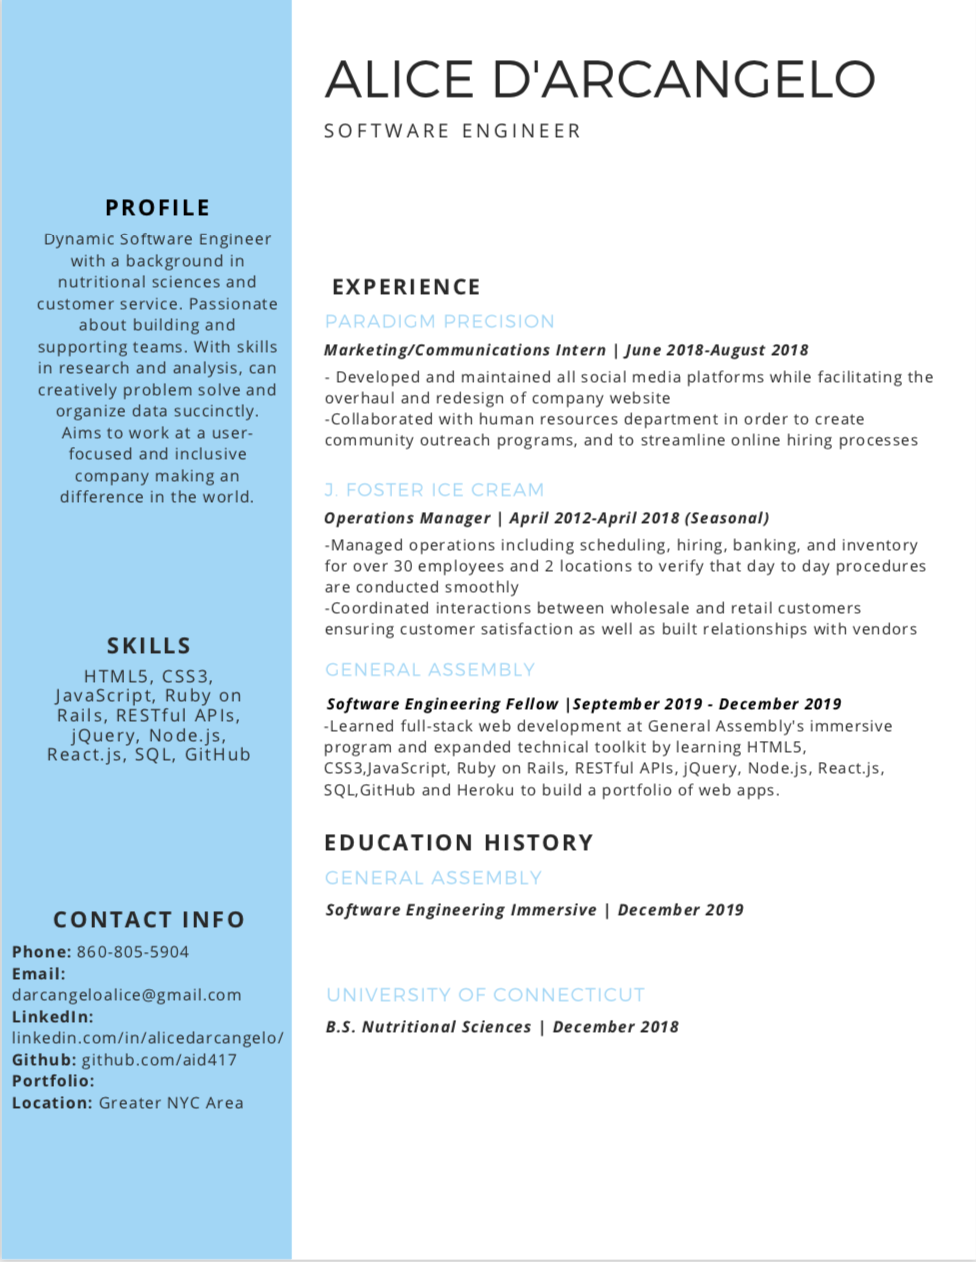 ALICE D'ARCANGELO
SOFTWARE ENGINEER
PROFILE
Dynamic Software Engineer
with a background in
nutritional sciences and
customer service. Passionate
about building and
supporting teams. With skills
in research and analysis, can
creatively problem solve and
organize data succinctly.
Aims to work at a user-
focused and inclusive
company making an
difference in the world.
SKILLS
HTML5, CSS3,
JavaScript, Ruby on
Rails, RESTful APIs,
jQuery, Node.js,
React.js, SQL, GitHub
CONTACT INFO
Phone: 860-805-5904
Email:
darcangeloalice@gmail.com
LinkedIn:
linkedin.com/in/alicedarcangelo/
Github: github.com/aid417
Portfolio:
Location: Greater NYC Area
EXPERIENCE
PARADIGM PRECISION
Marketing/Communications Intern | June 2018-August 2018
- Developed and maintained all social media platforms while facilitating the
overhaul and redesign of company website
-Collaborated with human resources department in order to create
community outreach programs, and to streamline online hiring processes
J. FOSTER ICE CREAM
Operations Manager | April 2012-April 2018 (Seasonal)
-Managed operations including scheduling, hiring, banking, and inventory
for over 30 employees and 2 locations to verify that day to day procedures
are conducted smoothly
-Coordinated interactions between wholesale and retail customers
ensuring customer satisfaction as well as built relationships with vendors
GENERAL ASSEMBLY
Software Engineering Fellow |September 2019 - December 2019
-Learned full-stack web development at General Assembly's immersive
program and expanded technical toolkit by learning HTML5,
CSS3,JavaScript, Ruby on Rails, RESTful APIs, jQuery, Node.js, React.js,
SQL,GitHub and Heroku to build a portfolio of web apps.
EDUCATION HISTORY
GENERAL ASSEMBLY
Software Engineering Immersive | December 2019
UNIVERSITY OF CONNECTICUT
B.S. Nutritional Sciences | December 2018